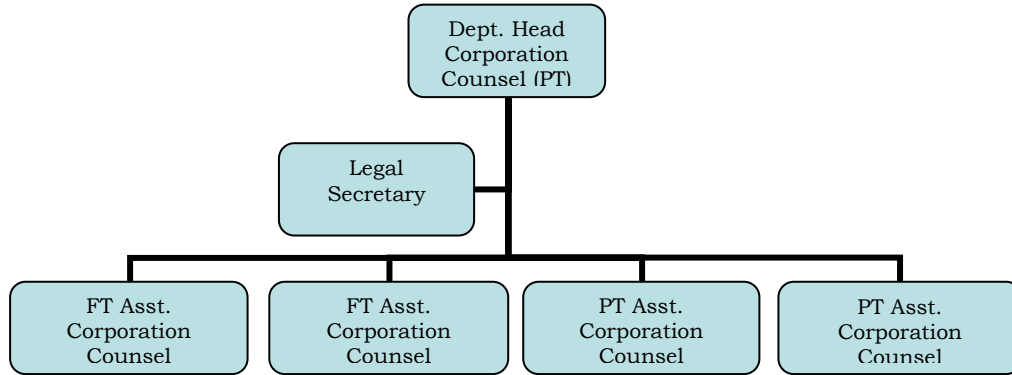 Dept. Head
Corporation
Counsel (PT)
Legal
Secretary
FT Asst.
Corporation
Counsel
FT Asst.
Corporation
Counsel
PT Asst.
Corporation
Counsel
PT Asst.
Corporation
Counsel